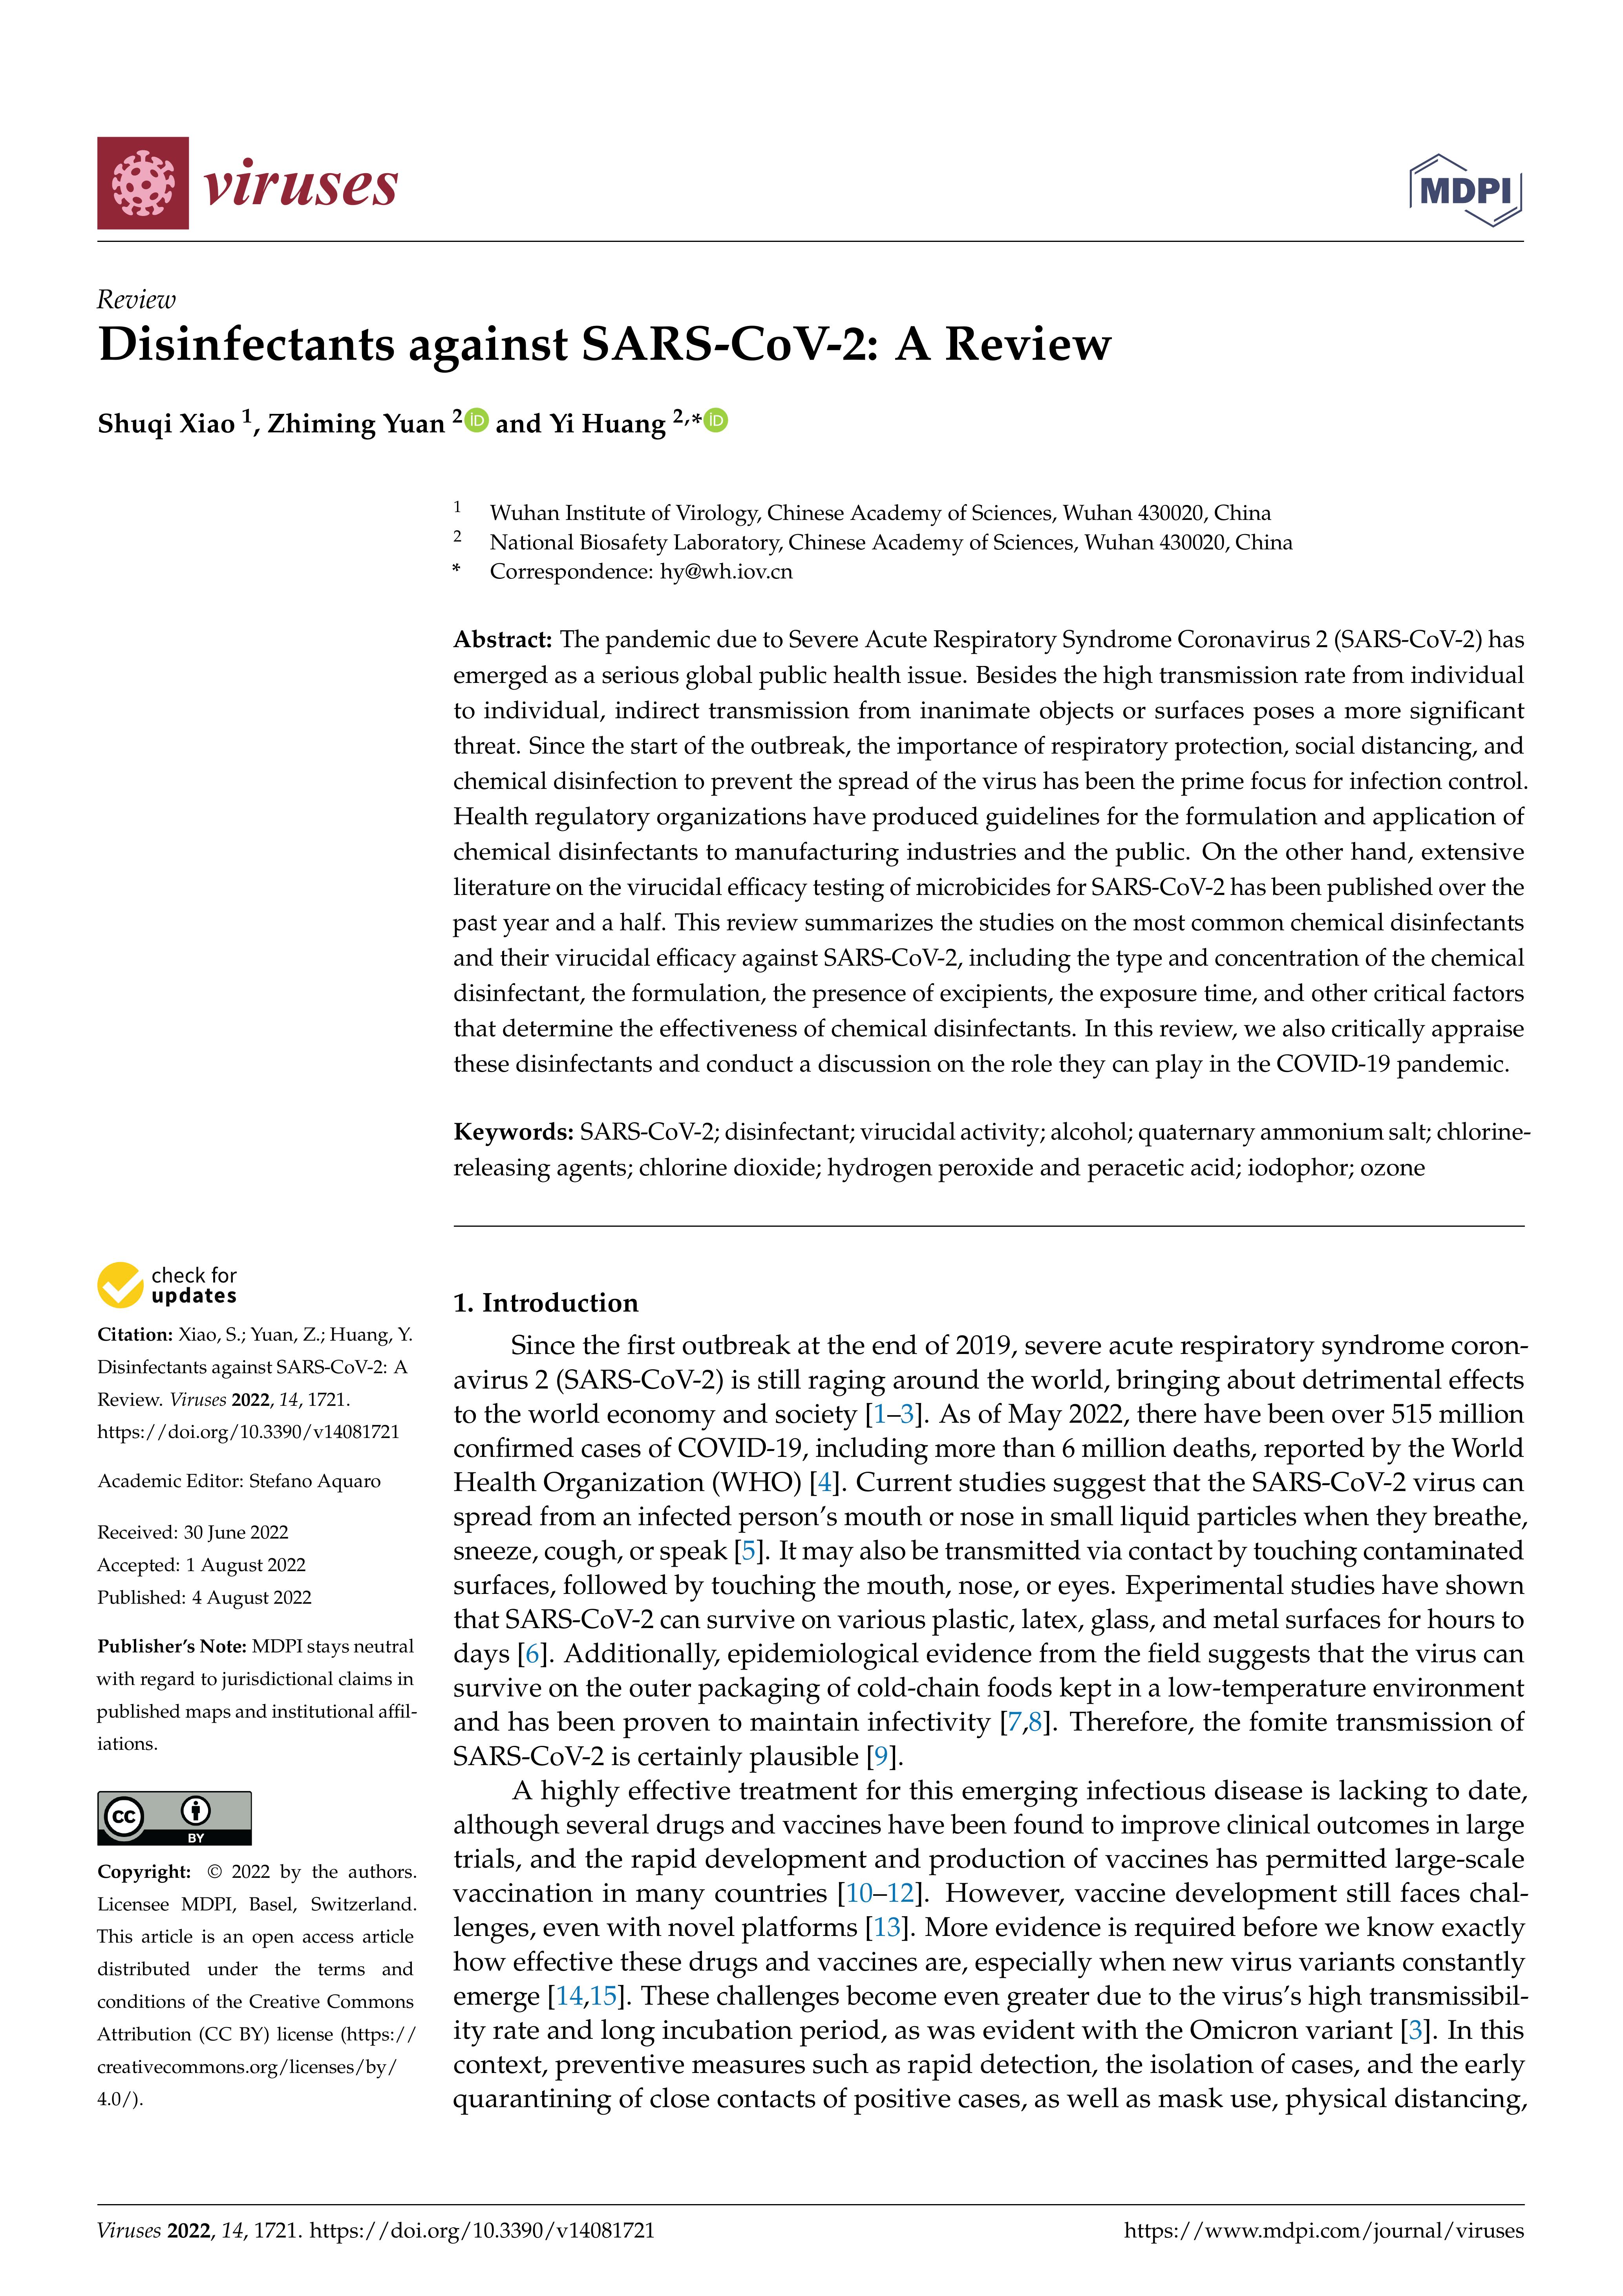 viruses
MDPI
Review
Disinfectants against SARS-CoV-2: A Review
Shuqi Xiao 1, Zhiming Yuan 2 iD and Yi Huang 2,* iD
1 Wuhan Institute of Virology, Chinese Academy of Sciences, Wuhan 430020, China
2 National Biosafety Laboratory, Chinese Academy of Sciences, Wuhan 430020, China
* Correspondence: hy@wh.iov.cn
Abstract: The pandemic due to Severe Acute Respiratory Syndrome Coronavirus 2 (SARS-CoV-2) has
emerged as a serious global public health issue. Besides the high transmission rate from individual
to individual, indirect transmission from inanimate objects or surfaces poses a more significant
threat. Since the start of the outbreak, the importance of respiratory protection, social distancing, and
chemical disinfection to prevent the spread of the virus has been the prime focus for infection control.
Health regulatory organizations have produced guidelines for the formulation and application of
chemical disinfectants to manufacturing industries and the public. On the other hand, extensive
literature on the virucidal efficacy testing of microbicides for SARS-CoV-2 has been published over the
past year and a half. This review summarizes the studies on the most common chemical disinfectants
and their virucidal efficacy against SARS-CoV-2, including the type and concentration of the chemical
disinfectant, the formulation, the presence of excipients, the exposure time, and other critical factors
that determine the effectiveness of chemical disinfectants. In this review, we also critically appraise
these disinfectants and conduct a discussion on the role they can play in the COVID-19 pandemic.
Keywords: SARS-CoV-2; disinfectant; virucidal activity; alcohol; quaternary ammonium salt; chlorine-
releasing agents; chlorine dioxide; hydrogen peroxide and peracetic acid; iodophor; ozone
check for
updates
Citation: Xiao, S.; Yuan, Z.; Huang, Y.
Disinfectants against SARS-CoV-2: A
Review. Viruses 2022, 14, 1721.
https://doi.org/10.3390/v14081721
Academic Editor: Stefano Aquaro
Received: 30 June 2022
Accepted: 1 August 2022
Published: 4 August 2022
Publisher's Note: MDPI stays neutral
with regard to jurisdictional claims in
published maps and institutional affil-
iations.
CC BY
Copyright: © 2022 by the authors.
Licensee MDPI, Basel, Switzerland.
This article is an open access article
distributed under the terms and
conditions of the Creative Commons
Attribution (CC BY) license (https://
creativecommons.org/licenses/by/
4.0/).
1. Introduction
Since the first outbreak at the end of 2019, severe acute respiratory syndrome coron-
avirus 2 (SARS-CoV-2) is still raging around the world, bringing about detrimental effects
to the world economy and society [1–3]. As of May 2022, there have been over 515 million
confirmed cases of COVID-19, including more than 6 million deaths, reported by the World
Health Organization (WHO) [4]. Current studies suggest that the SARS-CoV-2 virus can
spread from an infected person's mouth or nose in small liquid particles when they breathe,
sneeze, cough, or speak [5]. It may also be transmitted via contact by touching contaminated
surfaces, followed by touching the mouth, nose, or eyes. Experimental studies have shown
that SARS-CoV-2 can survive on various plastic, latex, glass, and metal surfaces for hours to
days [6]. Additionally, epidemiological evidence from the field suggests that the virus can
survive on the outer packaging of cold-chain foods kept in a low-temperature environment
and has been proven to maintain infectivity [7,8]. Therefore, the fomite transmission of
SARS-CoV-2 is certainly plausible [9].
A highly effective treatment for this emerging infectious disease is lacking to date,
although several drugs and vaccines have been found to improve clinical outcomes in large
trials, and the rapid development and production of vaccines has permitted large-scale
vaccination in many countries [10–12]. However, vaccine development still faces chal-
lenges, even with novel platforms [13]. More evidence is required before we know exactly
how effective these drugs and vaccines are, especially when new virus variants constantly
emerge [14,15]. These challenges become even greater due to the virus's high transmissibil-
ity rate and long incubation period, as was evident with the Omicron variant [3]. In this
context, preventive measures such as rapid detection, the isolation of cases, and the early
quarantining of close contacts of positive cases, as well as mask use, physical distancing,
Viruses 2022, 14, 1721. https://doi.org/10.3390/v14081721
https://www.mdpi.com/journal/viruses